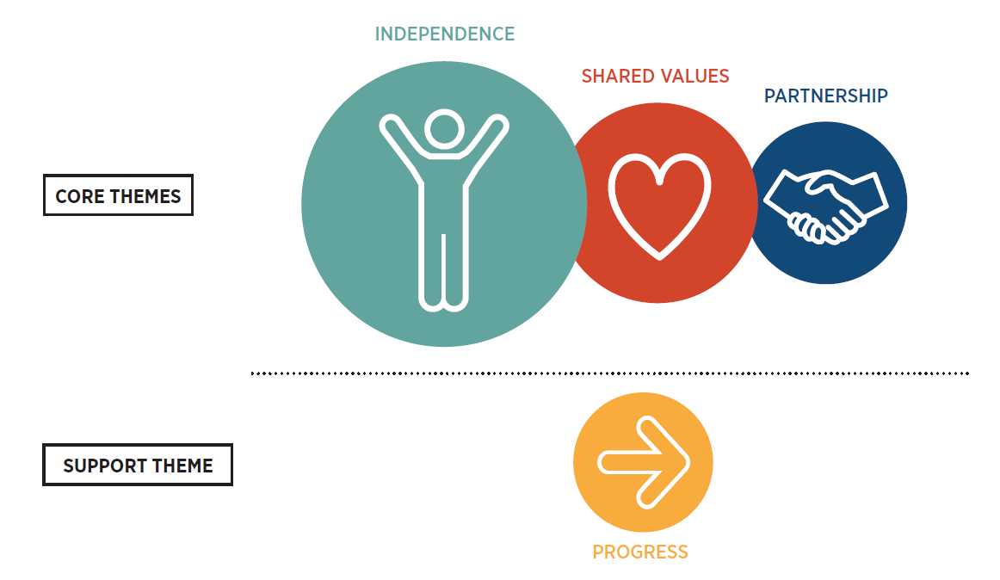 INDEPENDENCE
SHARED VALUES
PARTNERSHIP
CORE THEMES
SUPPORT THEME
PROGRESS